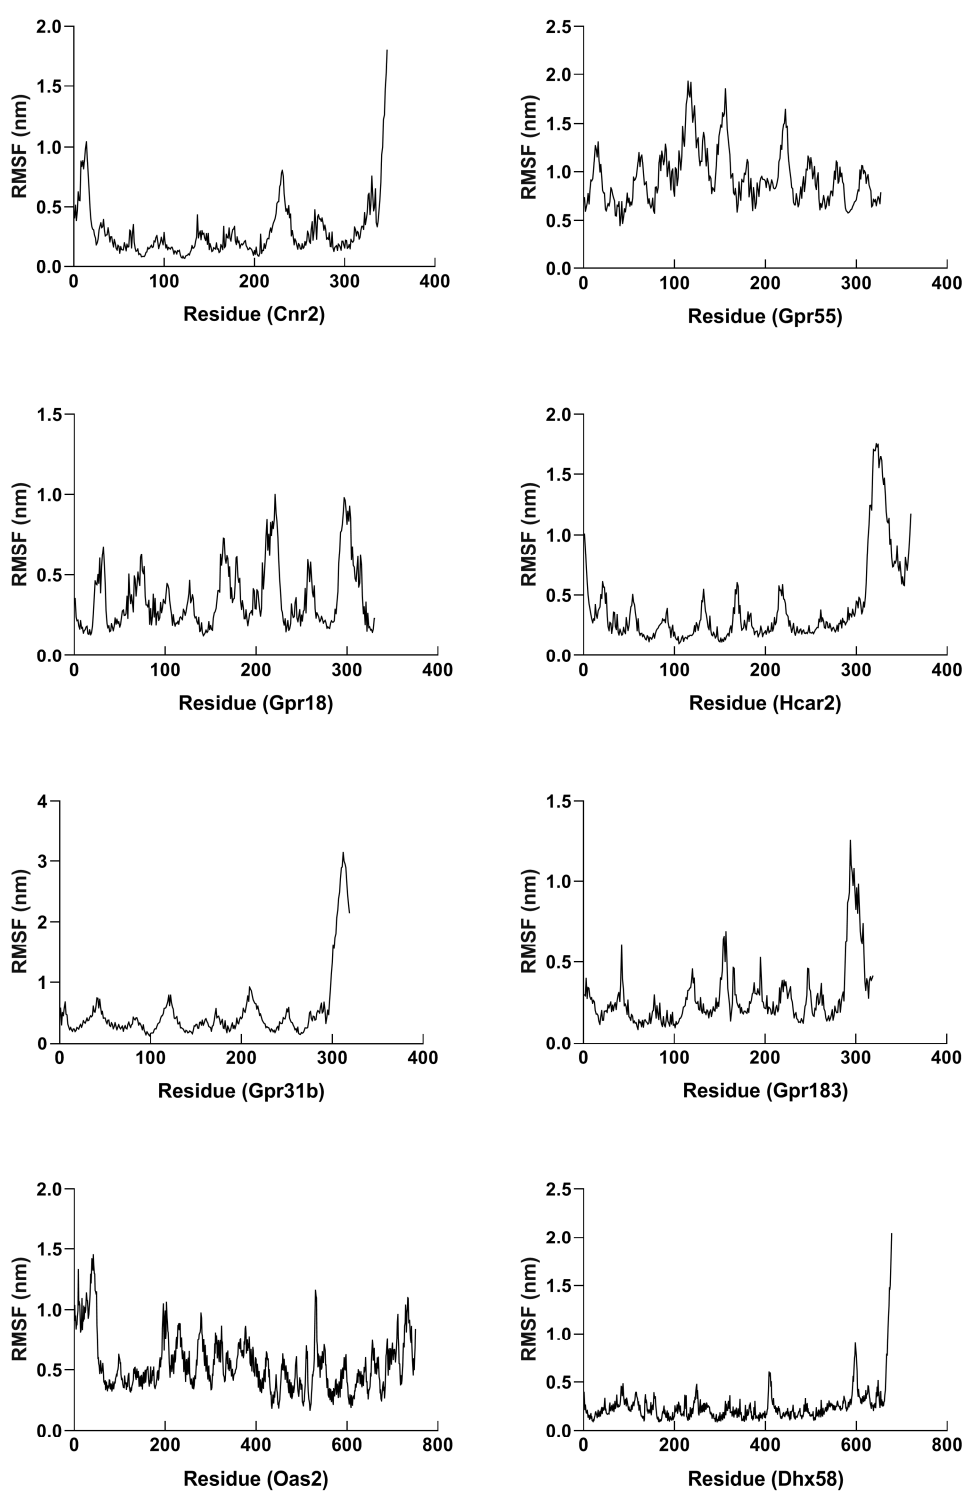 2.0
1.5
1.0
0.5
0.0
RMSF (nm)
0 100 200 300 400
Residue (Cnr2)
2.5
2.0
1.5
1.0
0.5
0.0
RMSF (nm)
0 100 200 300 400
Residue (Gpr55)
1.5
1.0
0.5
0.0
RMSF (nm)
0 100 200 300 400
Residue (Gpr18)
2.0
1.5
1.0
0.5
0.0
RMSF (nm)
0 100 200 300 400
Residue (Hcar2)
4
3
2
1
0
RMSF (nm)
0 100 200 300 400
Residue (Gpr31b)
1.5
1.0
0.5
0.0
RMSF (nm)
0 100 200 300 400
Residue (Gpr183)
2.0
1.5
1.0
0.5
0.0
RMSF (nm)
0 200 400 600 800
Residue (Oas2)
2.5
2.0
1.5
1.0
0.5
0.0
RMSF (nm)
0 200 400 600 800
Residue (Dhx58)